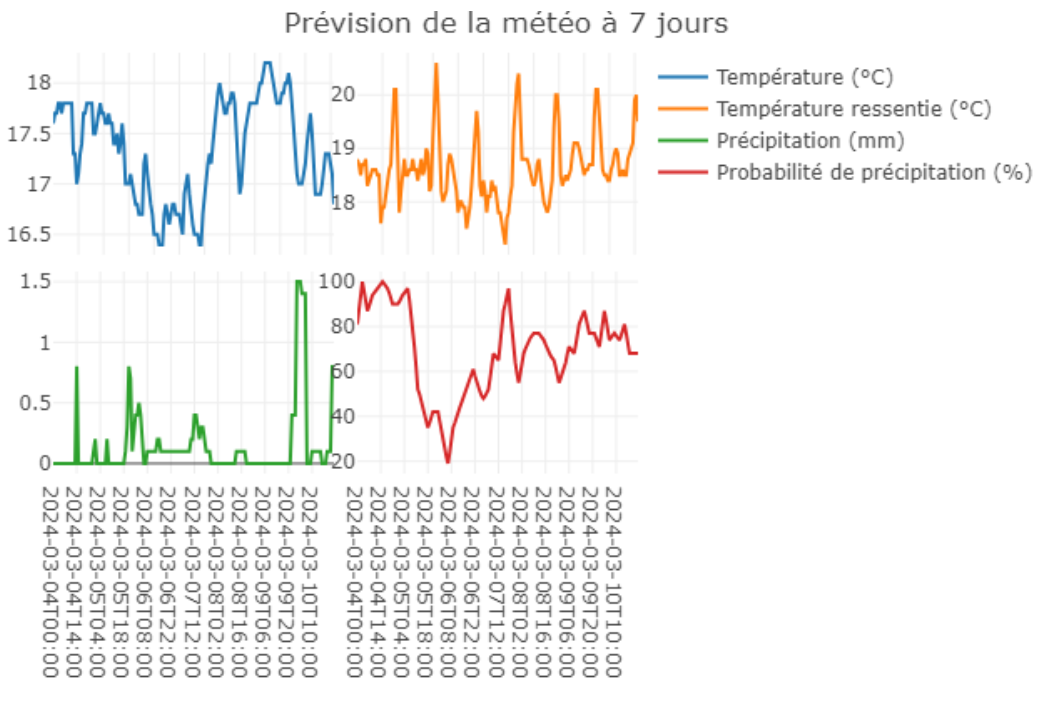 Prévision de la météo à 7 jours
18
17.5
17
16.5
20
19
18
Température (°C)
Température ressentie (°C)
Précipitation (mm)
Probabilité de précipitation (%)
1.5
1
0.5
0
100
80
60
40
20
2024-03-04T00:00
2024-03-04T14:00
2024-03-05T04:00
2024-03-05T18:00
2024-03-06T08:00
2024-03-06T22:00
2024-03-07T12:00
2024-03-08T02:00
2024-03-08T16:00
2024-03-09T06:00
2024-03-09T20:00
2024-03-10T10:00
2024-03-04T00:00
2024-03-04T14:00
2024-03-05T04:00
2024-03-05T18:00
2024-03-06T08:00
2024-03-06T22:00
2024-03-07T12:00
2024-03-08T02:00
2024-03-08T16:00
2024-03-09T06:00
2024-03-09T20:00
2024-03-10T10:00